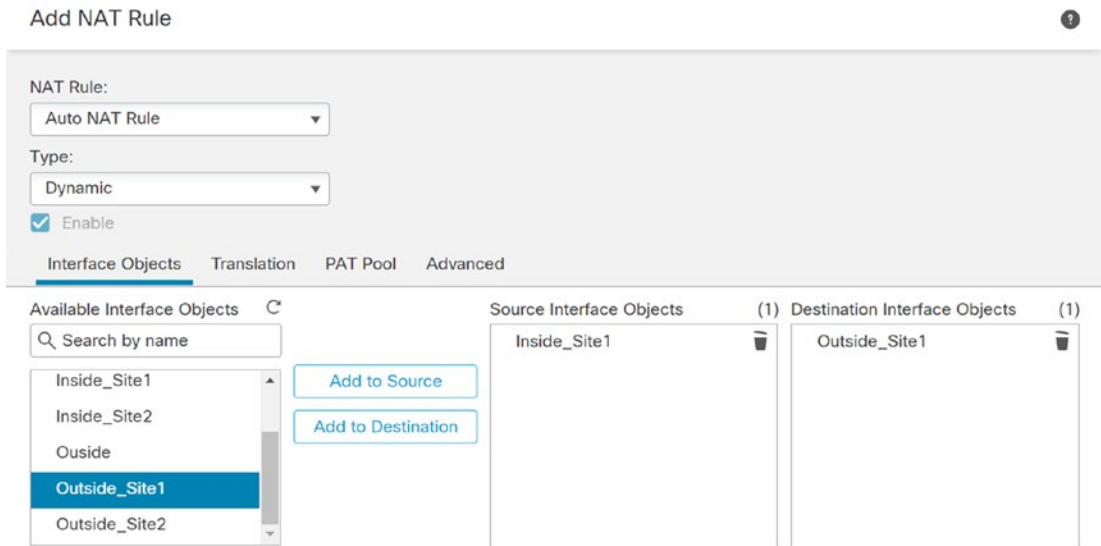 Add NAT Rule
?
NAT Rule:
Auto NAT Rule
Type:
Dynamic
Enable
Interface Objects Translation PAT Pool Advanced
Available Interface Objects
Search by name
Inside_Site1
Inside_Site2
Ouside
Outside_Site1
Outside_Site2
Add to Source
Add to Destination
Source Interface Objects (1)
Inside_Site1
Destination Interface Objects (1)
Outside_Site1